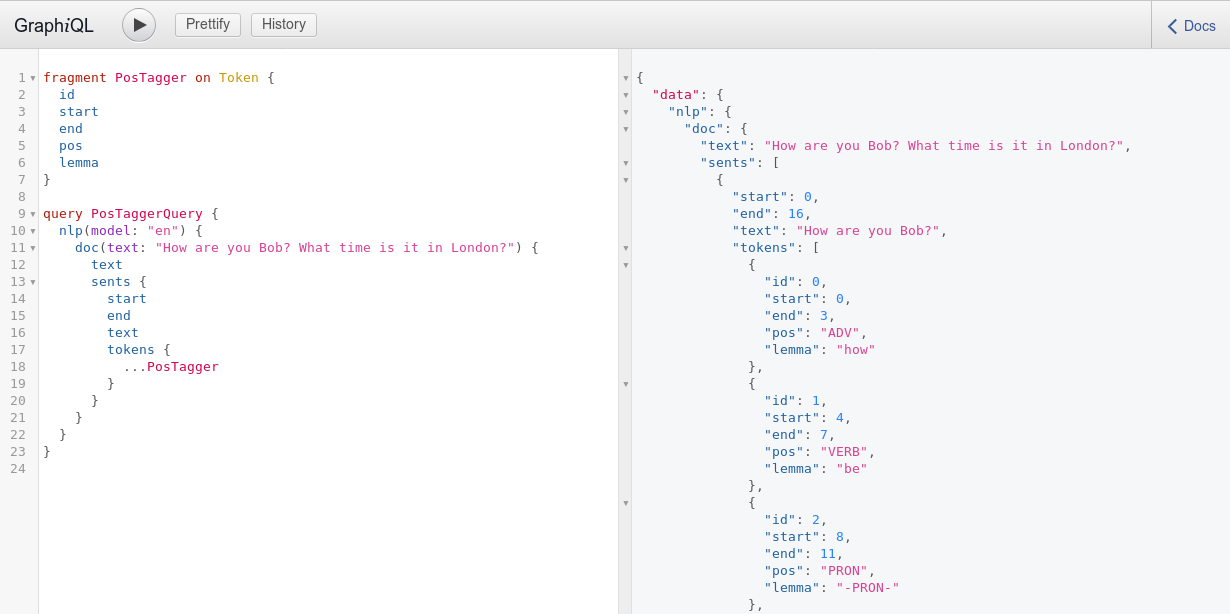 GraphiQL
Prettify
History
Docs
1 fragment PosTagger on Token {
2   id
3   start
4   end
5   pos
6   lemma
7 }
8
9 query PosTaggerQuery {
10   nlp(model: "en") {
11     doc(text: "How are you Bob? What time is it in London?") {
12       text
13       sents {
14         start
15         end
16         text
17         tokens {
18           ...PosTagger
19         }
20       }
21     }
22   }
23 }
24
{
  "data": {
    "nlp": {
      "doc": {
        "text": "How are you Bob? What time is it in London?",
        "sents": [
          {
            "start": 0,
            "end": 16,
            "text": "How are you Bob?",
            "tokens": [
              {
                "id": 0,
                "start": 0,
                "end": 3,
                "pos": "ADV",
                "lemma": "how"
              },
              {
                "id": 1,
                "start": 4,
                "end": 7,
                "pos": "VERB",
                "lemma": "be"
              },
              {
                "id": 2,
                "start": 8,
                "end": 11,
                "pos": "PRON",
                "lemma": "-PRON-"
              },